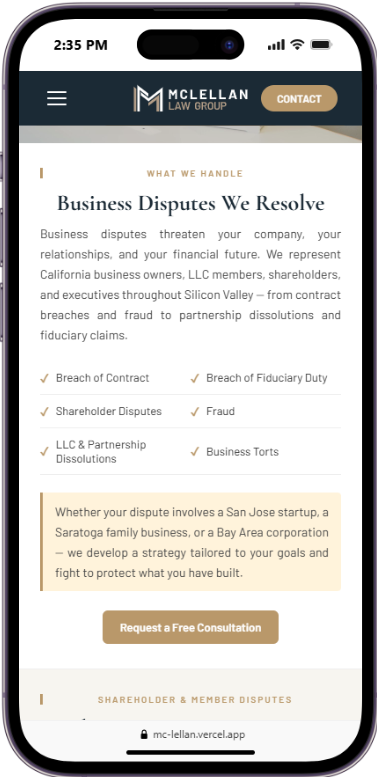 2:35 PM
MCLELLAN
LAW GROUP
CONTACT
WHAT WE HANDLE
Business Disputes We Resolve
Business disputes threaten your company, your
relationships, and your financial future. We represent
California business owners, LLC members, shareholders,
and executives throughout Silicon Valley — from contract
breaches and fraud to partnership dissolutions and
fiduciary claims.
Breach of Contract
Breach of Fiduciary Duty
Shareholder Disputes
Fraud
LLC & Partnership
Dissolutions
Business Torts
Whether your dispute involves a San Jose startup, a
Saratoga family business, or a Bay Area corporation
— we develop a strategy tailored to your goals and
fight to protect what you have built.
Request a Free Consultation
SHAREHOLDER & MEMBER DISPUTES
mc-lellan.vercel.app